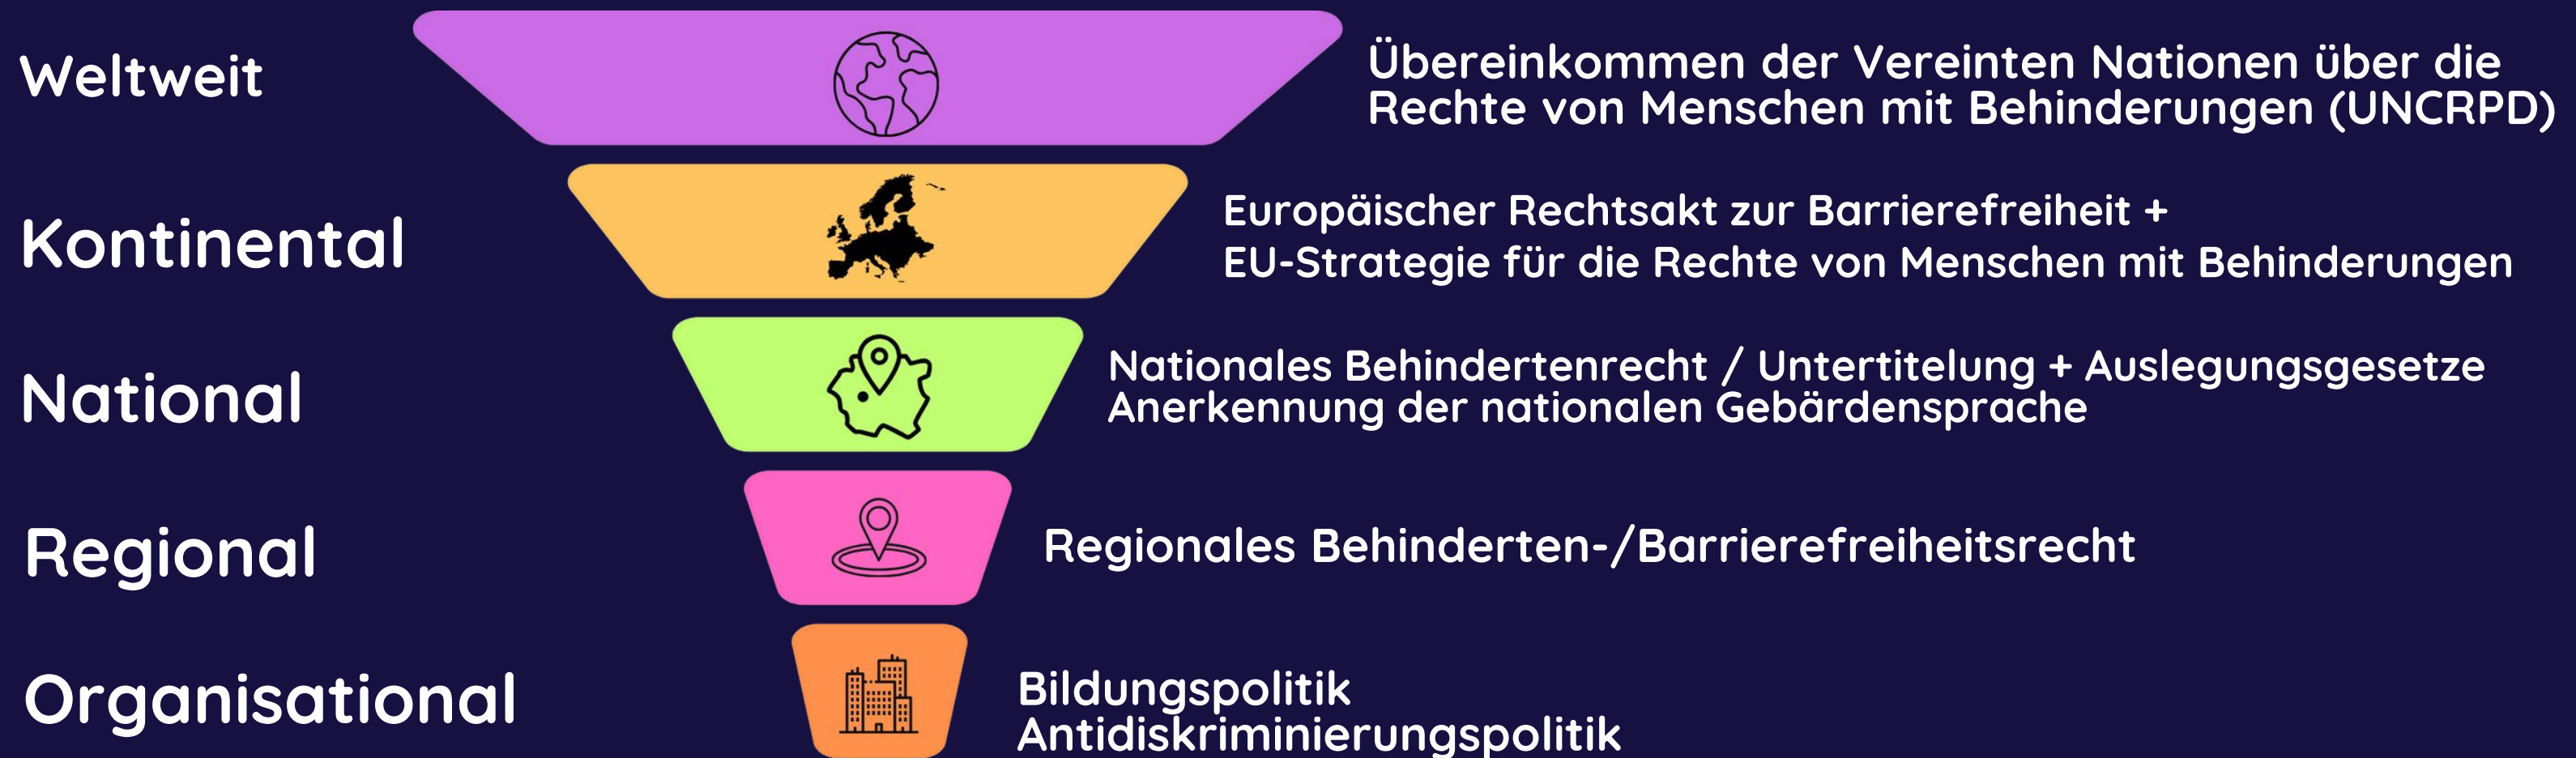 Weltweit
Übereinkommen der Vereinten Nationen über die
Rechte von Menschen mit Behinderungen (UNCRPD)
Kontinental
Europäischer Rechtsakt zur Barrierefreiheit +
EU-Strategie für die Rechte von Menschen mit Behinderungen
National
Nationales Behindertenrecht / Untertitelung + Auslegungsgesetze
Anerkennung der nationalen Gebärdensprache
Regional
Regionales Behinderten-/Barrierefreiheitsrecht
Organisational
Bildungspolitik
Antidiskriminierungspolitik